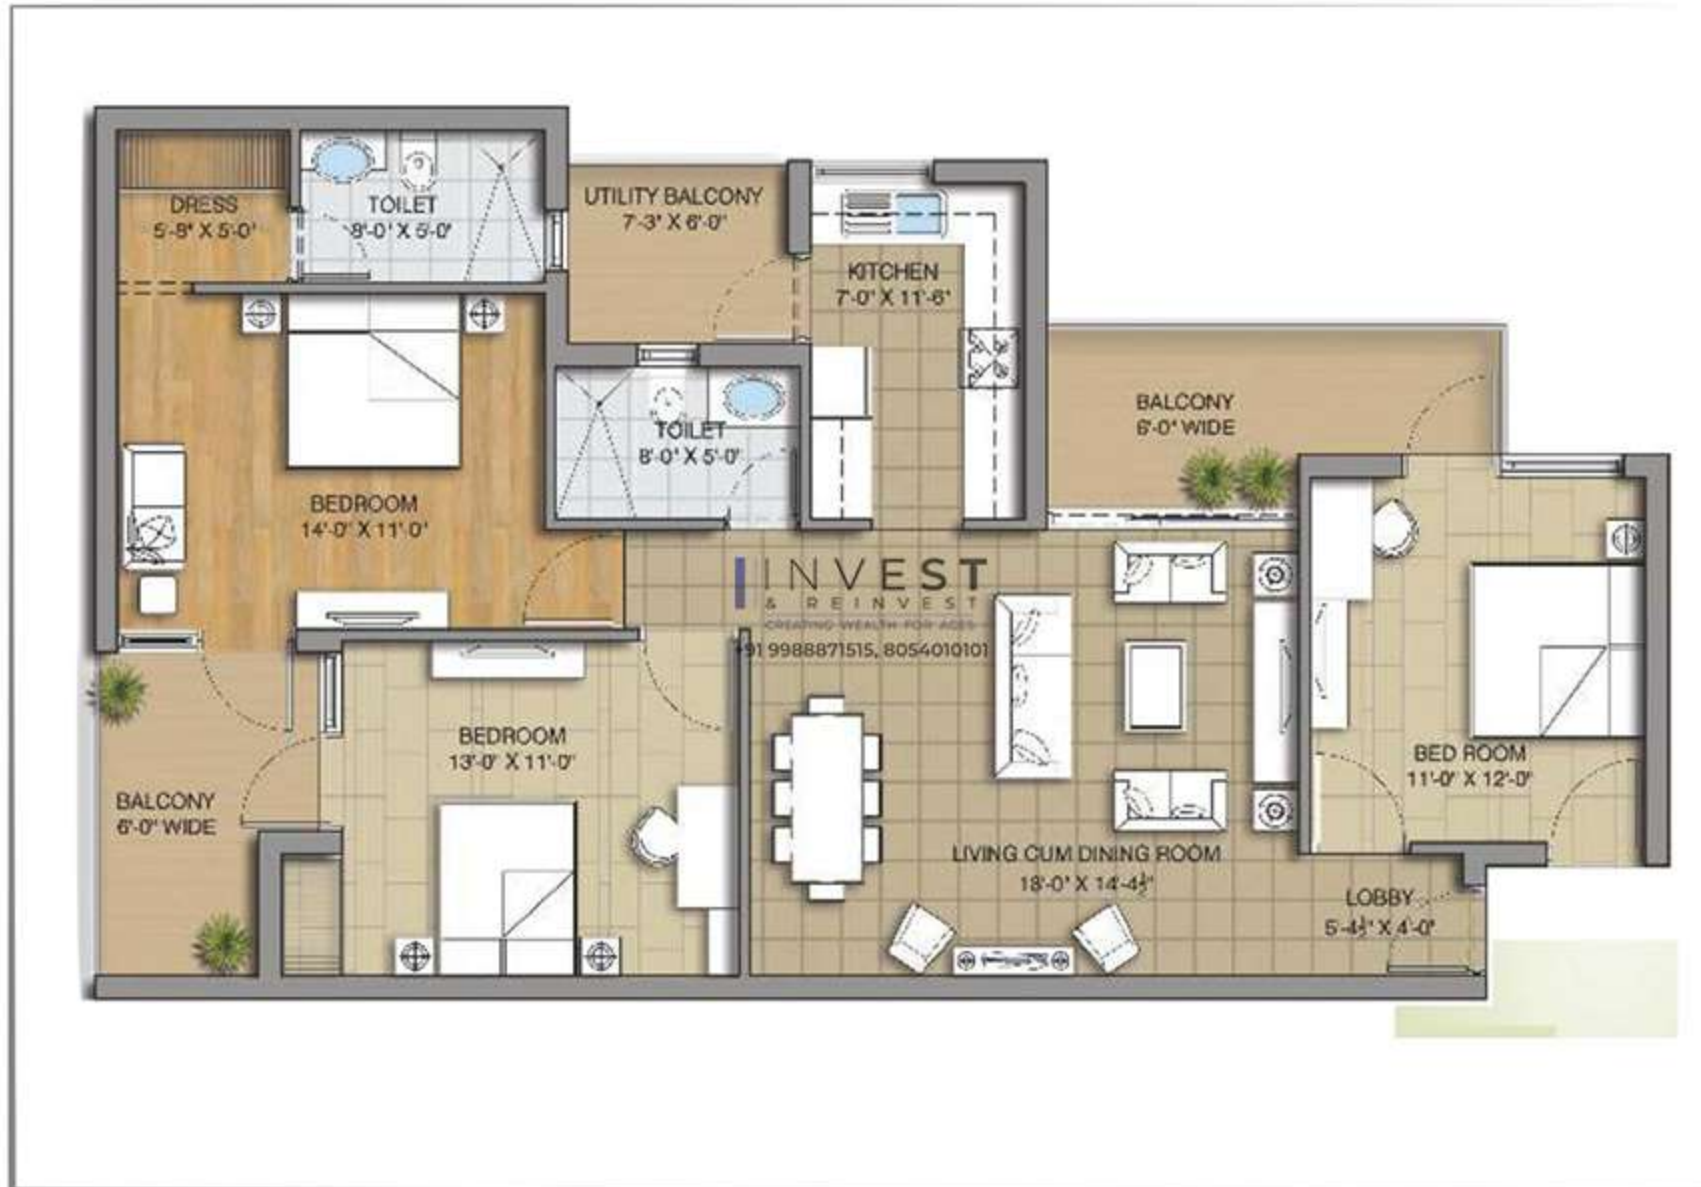 DRESS
5'-8" X 5'-0"
TOILET
8'-0" X 5'-0"
UTILITY BALCONY
7'-3" X 6'-0"
KITCHEN
7'-0" X 11'-6"
BALCONY
6'-0" WIDE
TOILET
8'-0" X 5'-0"
BEDROOM
14'-0" X 11'-0"
INVEST
& REINVEST
CREATING WEALTH FOR AGES
+91 9988871515, 8054010101
BEDROOM
13'-0" X 11'-0"
BED ROOM
11'-0" X 12'-0"
BALCONY
6'-0" WIDE
LIVING CUM DINING ROOM
18'-0" X 14'-4½"
LOBBY
5'-4½" X 4'-0"